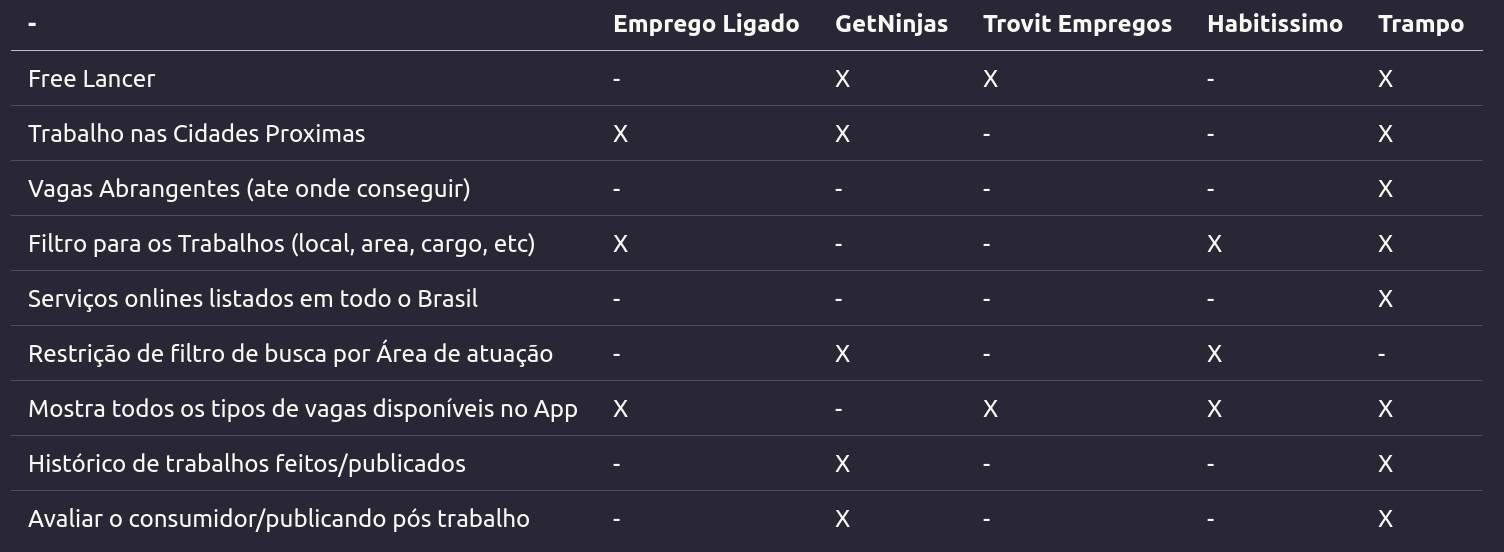 - Emprego Ligado GetNinjas Trovit Empregos Habitissimo Trampo
Free Lancer - X X - X
Trabalho nas Cidades Proximas X X - - X
Vagas Abrangentes (ate onde conseguir) - - - - X
Filtro para os Trabalhos (local, area, cargo, etc) X - - X X
Serviços onlines listados em todo o Brasil - - - - X
Restrição de filtro de busca por Área de atuação - X - X -
Mostra todos os tipos de vagas disponíveis no App X - X X X
Histórico de trabalhos feitos/publicados - X - - X
Avaliar o consumidor/publicando pós trabalho - X - - X